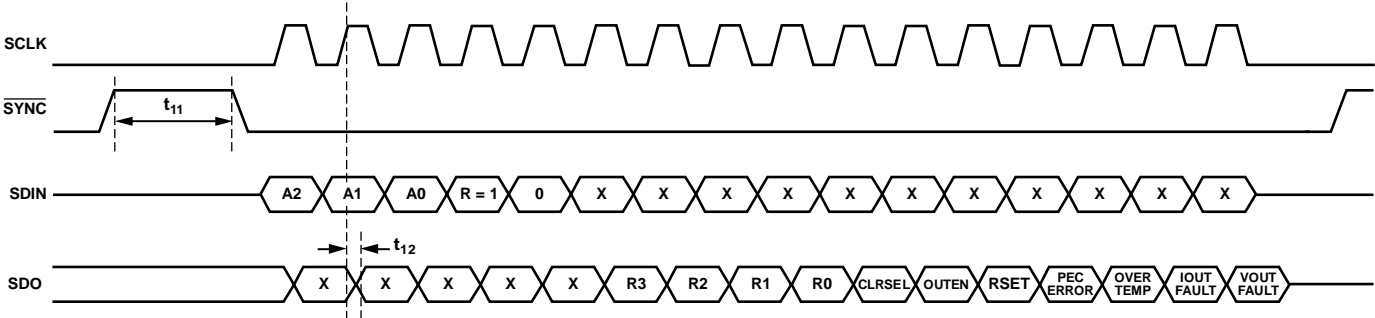 SCLK
SYNC
t11
SDIN A2 A1 A0 R = 1 0 X X X X X X X X X X X
t12
SDO X X X X X R3 R2 R1 R0 CLRSEL OUTEN RSET PEC OVER IOUT VOUT
ERROR TEMP FAULT FAULT